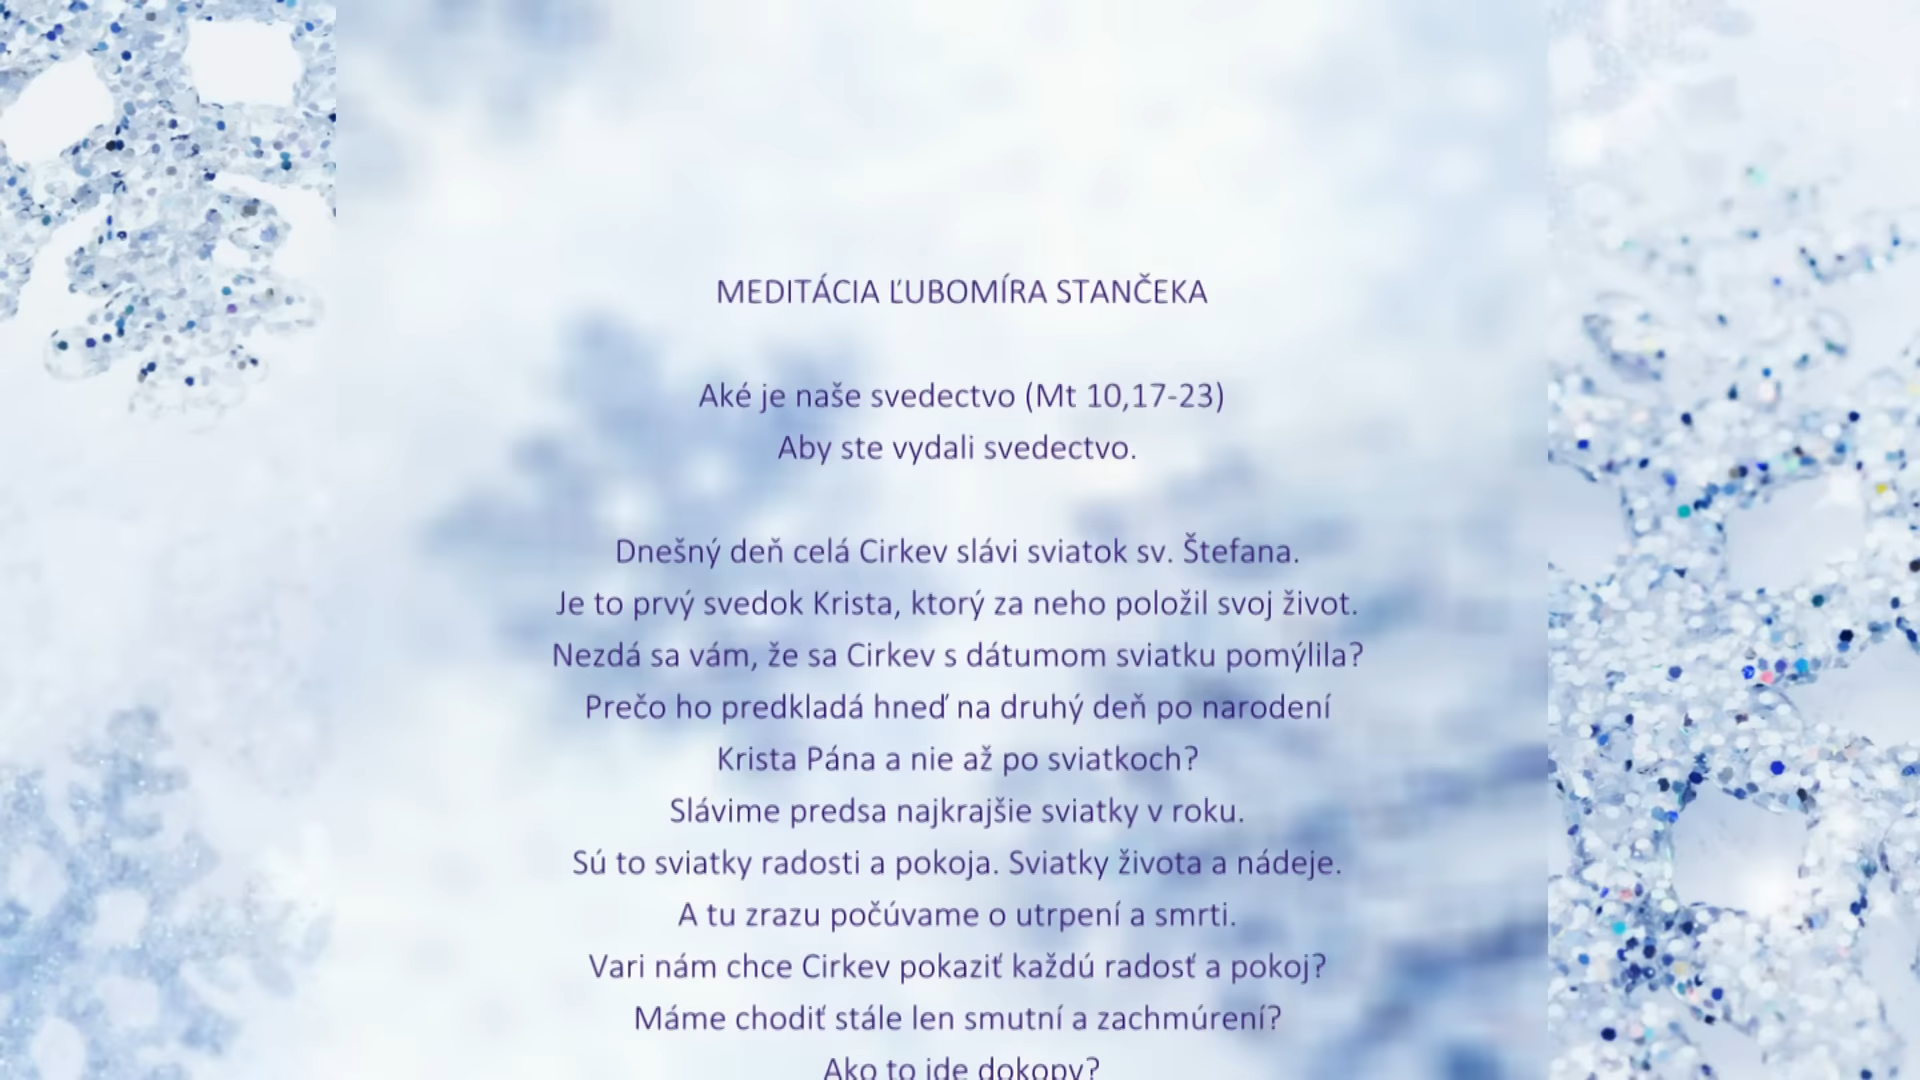 MEDITÁCIA ĽUBOMÍRA STANČEKA
Aké je naše svedectvo (Mt 10,17-23)
Aby ste vydali svedectvo.
Dnešný deň celá Cirkev slávi sviatok sv. Štefana.
Je to prvý svedok Krista, ktorý za neho položil svoj život.
Nezdá sa vám, že sa Cirkev s dátumom sviatku pomýlila?
Prečo ho predkladá hneď na druhý deň po narodení
Krista Pána a nie až po sviatkoch?
Slávime predsa najkrajšie sviatky v roku.
Sú to sviatky radosti a pokoja. Sviatky života a nádeje.
A tu zrazu počúvame o utrpení a smrti.
Vari nám chce Cirkev pokaziť každú radosť a pokoj?
Máme chodiť stále len smutní a zachmúrení?
Ako to ide dokopy?